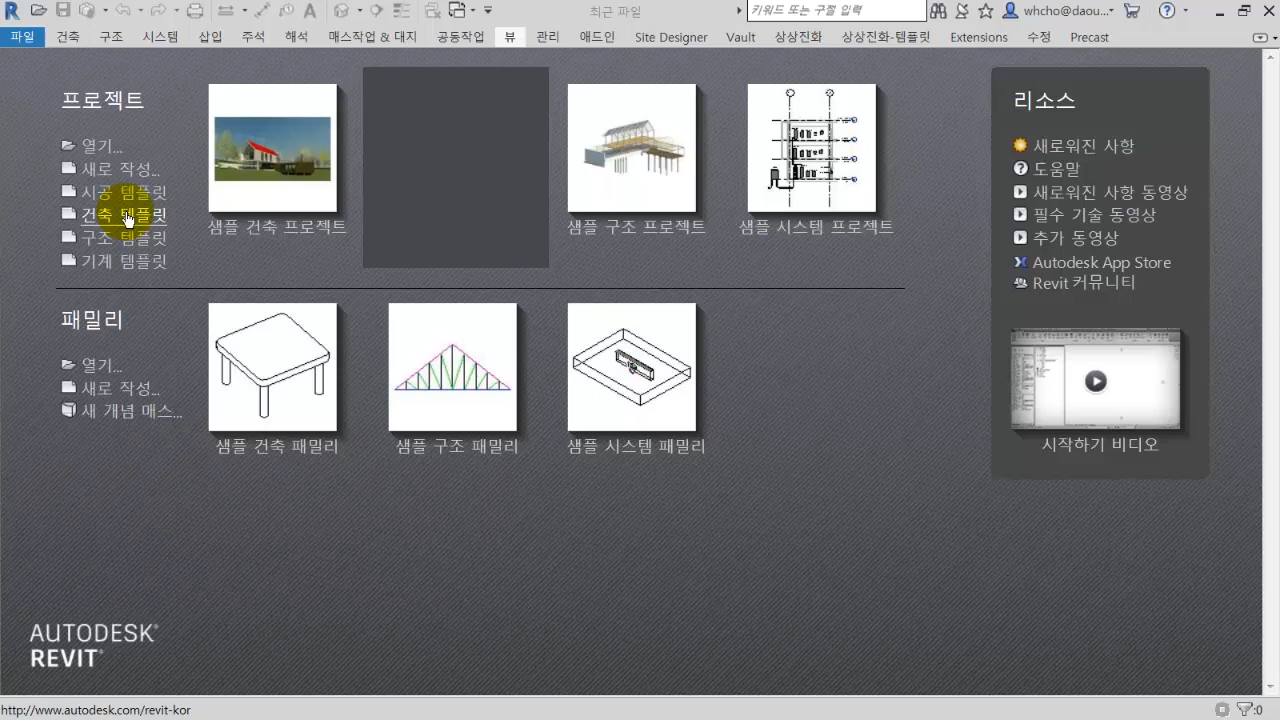 최근 파일
키워드 또는 구절 입력
whcho@daou...
파일 건축 구조 시스템 삽입 주석 해석 매스작업 & 대지 공동작업 뷰 관리 애드인 Site Designer Vault 상상진화 상상진화-템플릿 Extensions 수정 Precast
프로젝트
열기...
새로 작성...
시공 템플릿
건축 템플릿
구조 템플릿
기계 템플릿
샘플 건축 프로젝트
샘플 구조 프로젝트
샘플 시스템 프로젝트
패밀리
열기...
새로 작성...
새 개념 매스...
샘플 건축 패밀리
샘플 구조 패밀리
샘플 시스템 패밀리
리소스
새로워진 사항
도움말
새로워진 사항 동영상
필수 기술 동영상
추가 동영상
Autodesk App Store
Revit 커뮤니티
시작하기 비디오
AUTODESK®
REVIT®
http://www.autodesk.com/revit-kor
:0